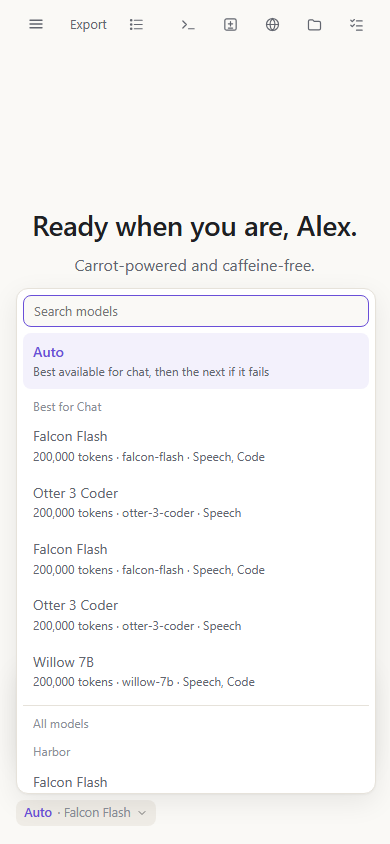 Export
Ready when you are, Alex.
Carrot-powered and caffeine-free.
Search models
Auto
Best available for chat, then the next if it fails
Best for Chat
Falcon Flash
200,000 tokens · falcon-flash · Speech, Code
Otter 3 Coder
200,000 tokens · otter-3-coder · Speech
Falcon Flash
200,000 tokens · falcon-flash · Speech, Code
Otter 3 Coder
200,000 tokens · otter-3-coder · Speech
Willow 7B
200,000 tokens · willow-7b · Speech, Code
All models
Harbor
Falcon Flash
Auto · Falcon Flash